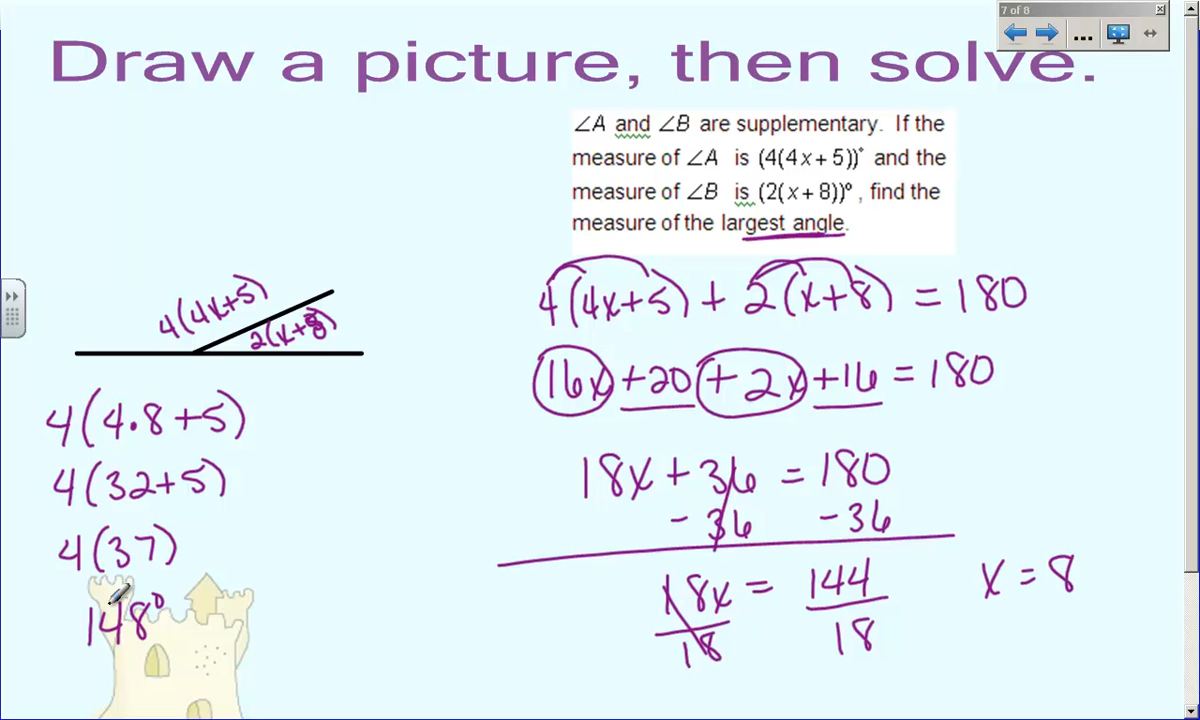 7 of 8
Draw a picture, then solve.
∠A and ∠B are supplementary. If the
measure of ∠A is (4(4x+5))° and the
measure of ∠B is (2(x+8))°, find the
measure of the largest angle.
4(4x+5)
2(x+8)
4(4x+5) + 2(x+8) = 180
16x +20 + 2x +16 = 180
18x + 36 = 180
- 36 - 36
18x = 144
18 18
x = 8
4(4·8+5)
4(32+5)
4(37)
148°